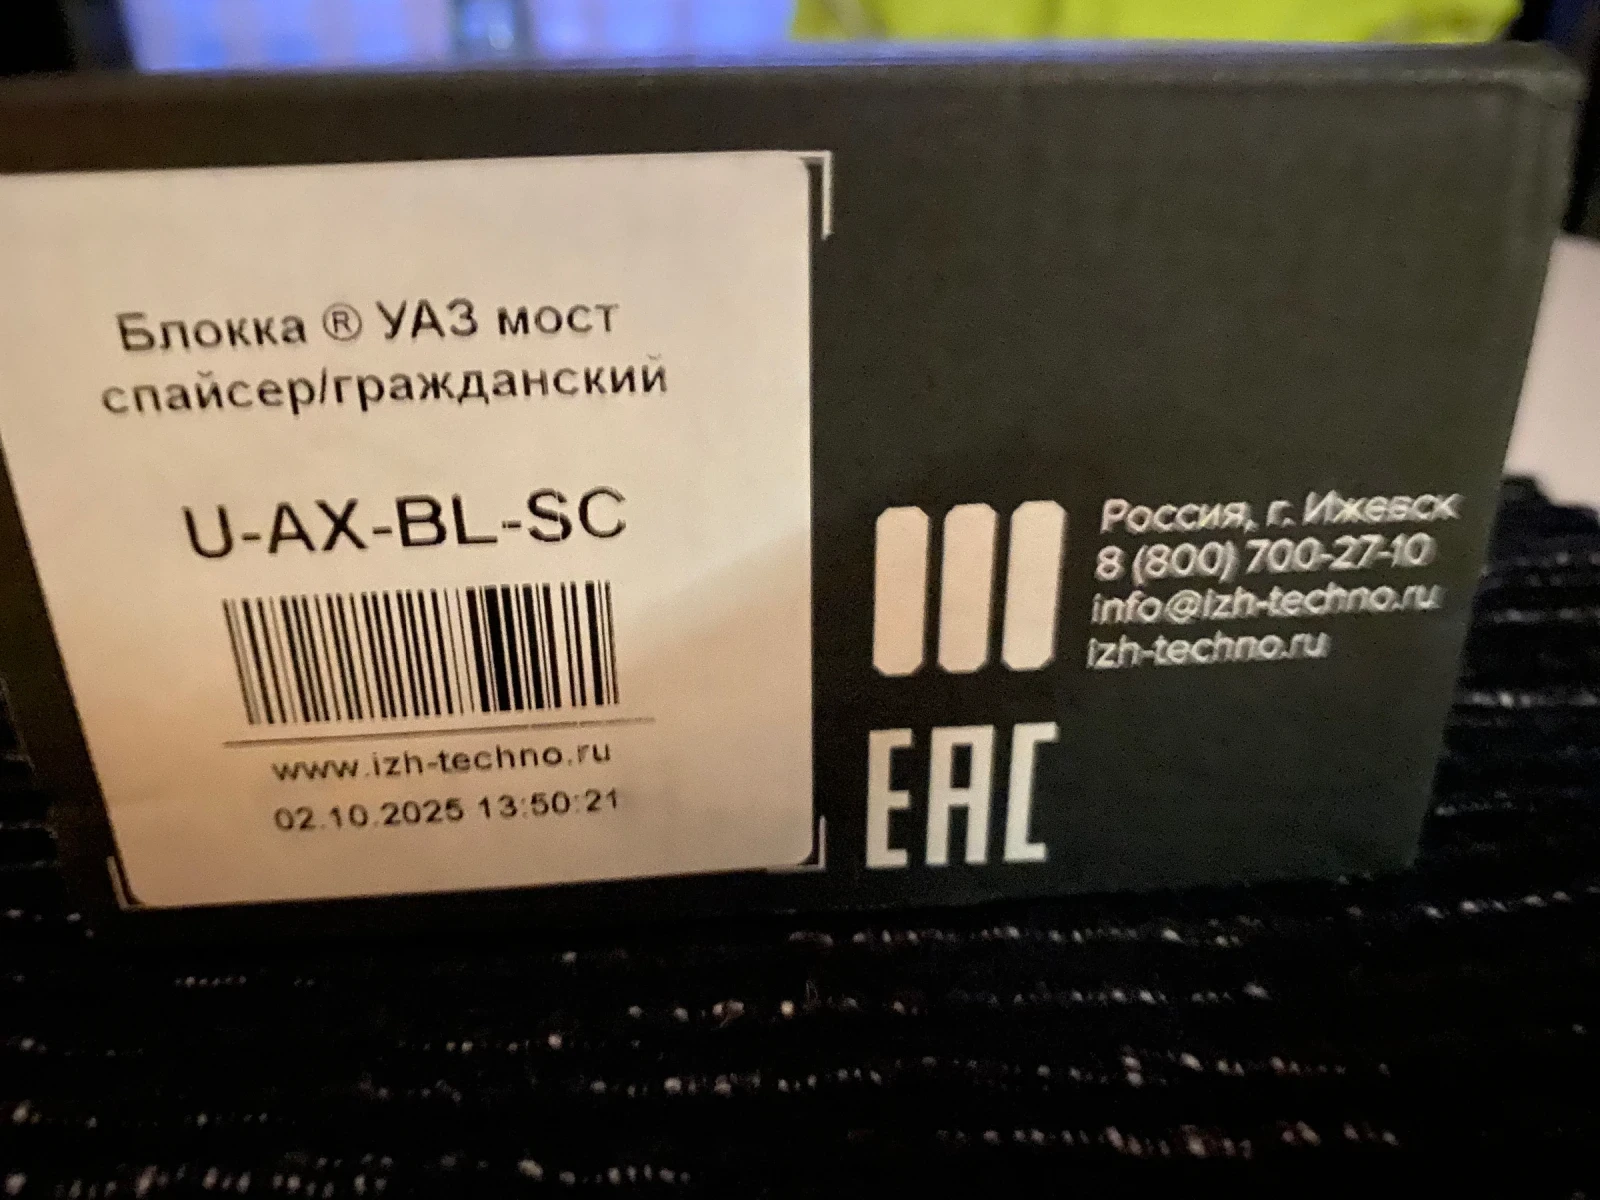 Блокка ® УАЗ мост
спайсер/гражданский
U-AX-BL-SC
www.izh-techno.ru
02.10.2025 13:50:21
Россия, г. Ижевск
8 (800) 700-27-10
info@izh-techno.ru
izh-techno.ru
EAC